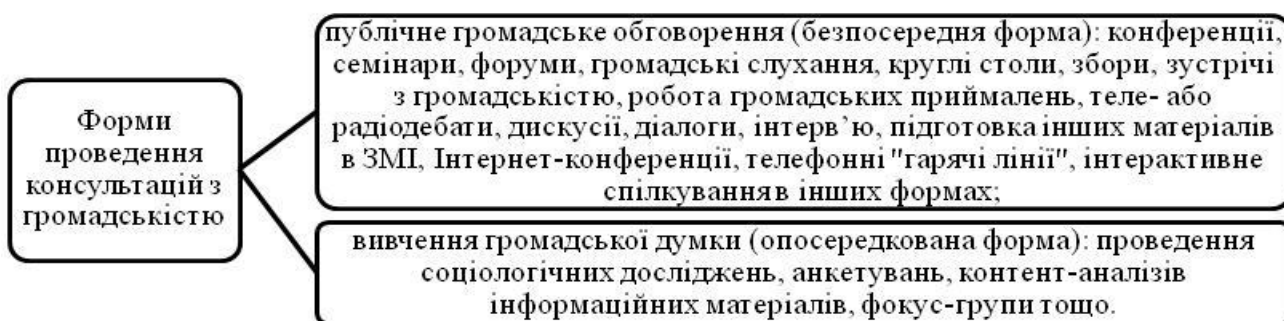 Форми
проведення
консультацій з
громадськістю
публічне громадське обговорення (безпосередня форма): конференції,
семінари, форуми, громадські слухання, круглі столи, збори, зустрічі
з громадськістю, робота громадських приймалень, теле- або
радіодебати, дискусії, діалоги, інтерв’ю, підготовка інших матеріалів
в ЗМІ, Інтернет-конференції, телефонні "гарячі лінії", інтерактивне
спілкування в інших формах;
вивчення громадської думки (опосередкована форма): проведення
соціологічних досліджень, анкетувань, контент-аналізів
інформаційних матеріалів, фокус-групи тощо.